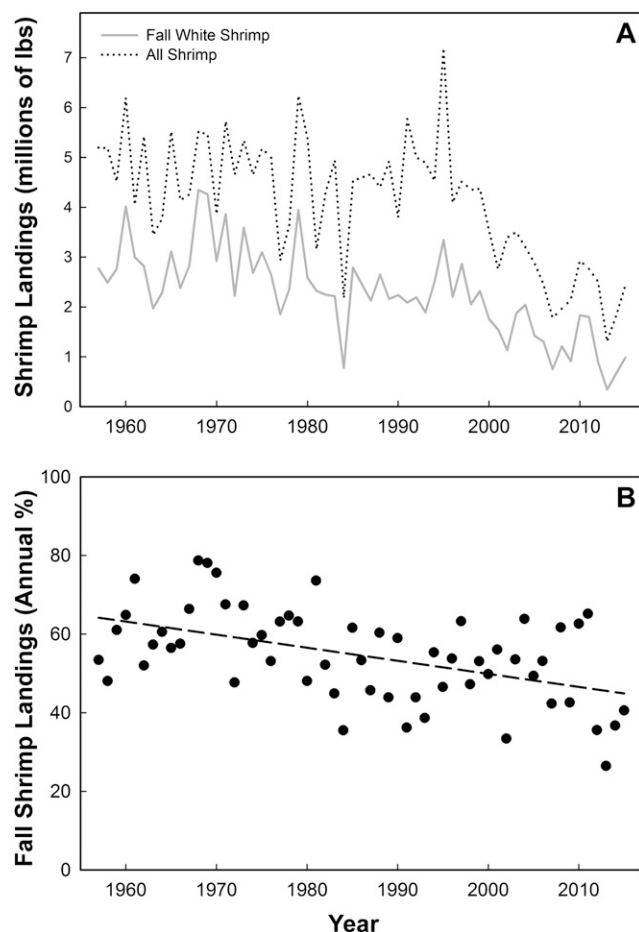 A
Fall White Shrimp
All Shrimp
Shrimp Landings (millions of lbs)
7
6
5
4
3
2
1
0
1960 1970 1980 1990 2000 2010
B
Fall Shrimp Landings (Annual %)
100
80
60
40
20
0
1960 1970 1980 1990 2000 2010
Year